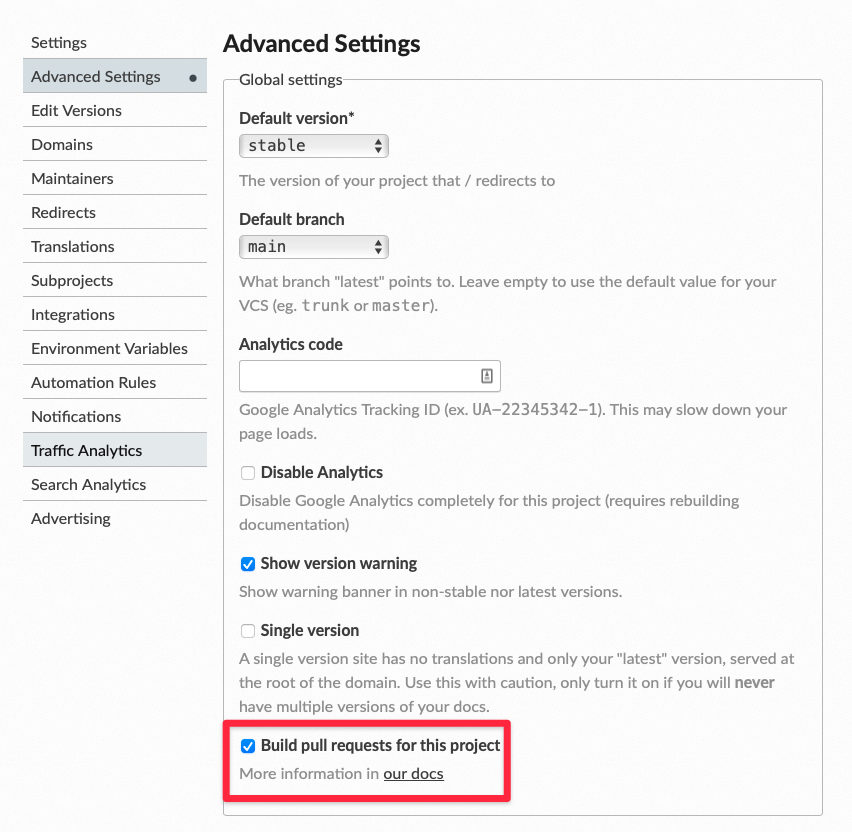 Settings
Advanced Settings
Edit Versions
Domains
Maintainers
Redirects
Translations
Subprojects
Integrations
Environment Variables
Automation Rules
Notifications
Traffic Analytics
Search Analytics
Advertising
Advanced Settings
Global settings
Default version*
stable
The version of your project that / redirects to
Default branch
main
What branch "latest" points to. Leave empty to use the default value for your
VCS (eg. trunk or master).
Analytics code
Google Analytics Tracking ID (ex. UA-22345342-1). This may slow down your
page loads.
Disable Analytics
Disable Google Analytics completely for this project (requires rebuilding
documentation)
Show version warning
Show warning banner in non-stable nor latest versions.
Single version
A single version site has no translations and only your "latest" version, served at
the root of the domain. Use this with caution, only turn it on if you will never
have multiple versions of your docs.
Build pull requests for this project
More information in our docs